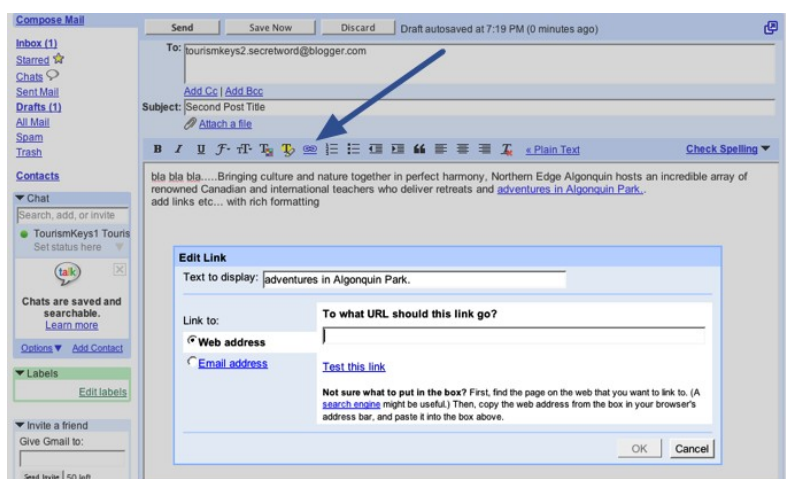 Compose Mail
Inbox (1)
Starred
Chats
Sent Mail
Drafts (1)
All Mail
Spam
Trash
Contacts
Chat
Search, add, or invite
TourismKeys1 Touris
Set status here
talk
Chats are saved and
searchable.
Learn more
Options Add Contact
Labels
Edit labels
Invite a friend
Give Gmail to:
Send Invite 50 left
Send Save Now Discard Draft autosaved at 7:19 PM (0 minutes ago)
To: tourismkeys2.secretword@blogger.com
Add Cc | Add Bcc
Subject: Second Post Title
Attach a file
« Plain Text Check Spelling
bla bla bla.....Bringing culture and nature together in perfect harmony, Northern Edge Algonquin hosts an incredible array of
renowned Canadian and international teachers who deliver retreats and adventures in Algonquin Park..
add links etc... with rich formatting
Edit Link
Text to display: adventures in Algonquin Park.
Link to:
Web address
Email address
To what URL should this link go?
Test this link
Not sure what to put in the box? First, find the page on the web that you want to link to. (A
search engine might be useful.) Then, copy the web address from the box in your browser's
address bar, and paste it into the box above.
OK Cancel